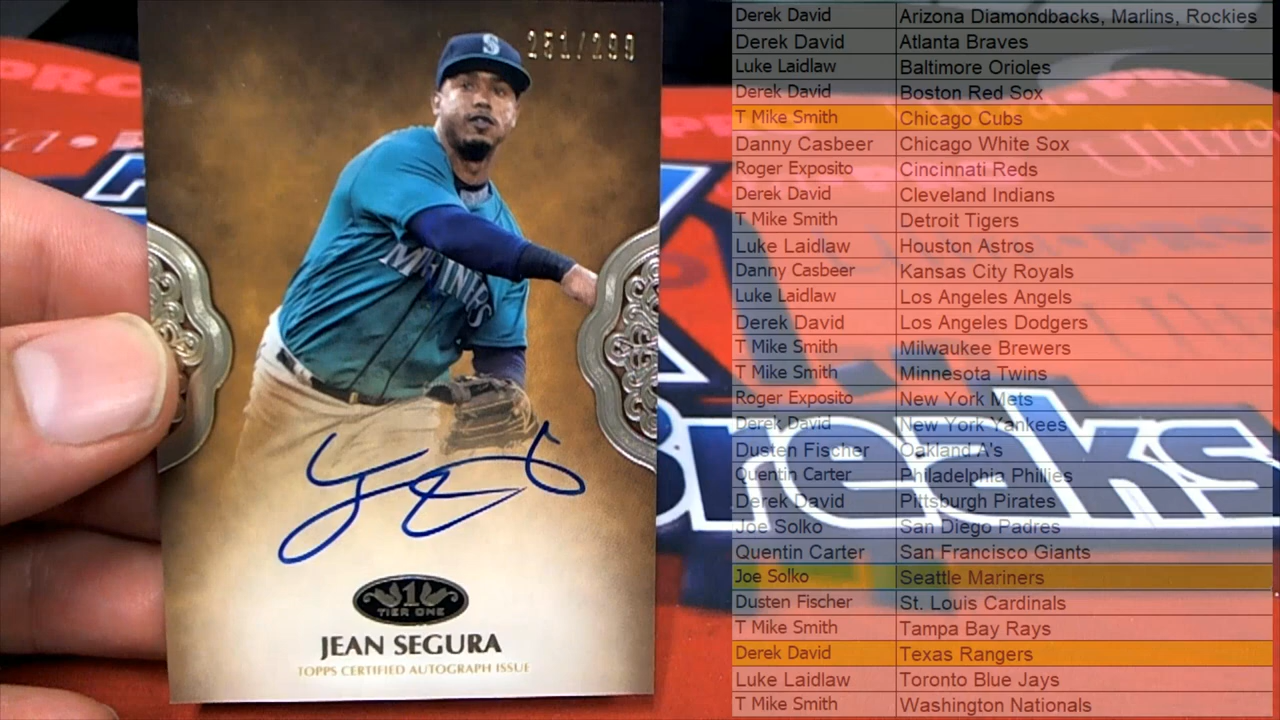 251/299
S
MARINERS
1
TIER ONE
JEAN SEGURA
TOPPS CERTIFIED AUTOGRAPH ISSUE
Derek David Arizona Diamondbacks, Marlins, Rockies
Derek David Atlanta Braves
Luke Laidlaw Baltimore Orioles
Derek David Boston Red Sox
T Mike Smith Chicago Cubs
Danny Casbeer Chicago White Sox
Roger Exposito Cincinnati Reds
Derek David Cleveland Indians
T Mike Smith Detroit Tigers
Luke Laidlaw Houston Astros
Danny Casbeer Kansas City Royals
Luke Laidlaw Los Angeles Angels
Derek David Los Angeles Dodgers
T Mike Smith Milwaukee Brewers
T Mike Smith Minnesota Twins
Roger Exposito New York Mets
Derek David New York Yankees
Dusten Fischer Oakland A's
Quentin Carter Philadelphia Phillies
Derek David Pittsburgh Pirates
Joe Solko San Diego Padres
Quentin Carter San Francisco Giants
Joe Solko Seattle Mariners
Dusten Fischer St. Louis Cardinals
T Mike Smith Tampa Bay Rays
Derek David Texas Rangers
Luke Laidlaw Toronto Blue Jays
T Mike Smith Washington Nationals
Breaks
Ultra